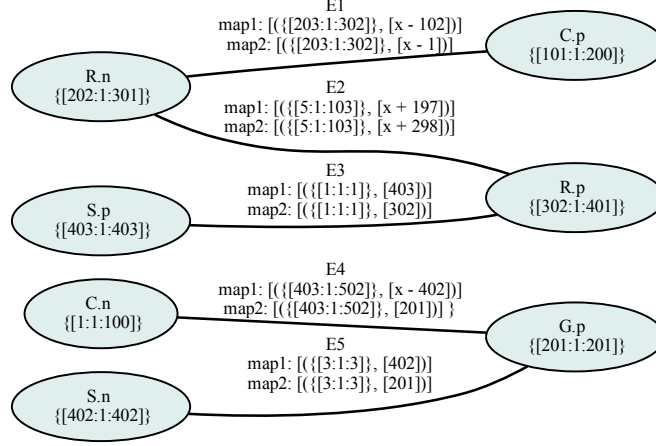 E1
map1: [({[203:1:302]}, [x - 102])]
map2: [({[203:1:302]}, [x - 1])]
C.p
{[101:1:200]}
R.n
{[202:1:301]}
E2
map1: [({[5:1:103]}, [x + 197])]
map2: [({[5:1:103]}, [x + 298])]
E3
map1: [({[1:1:1]}, [403])]
map2: [({[1:1:1]}, [302])]
R.p
{[302:1:401]}
S.p
{[403:1:403]}
E4
map1: [({[403:1:502]}, [x - 402])]
map2: [({[403:1:502]}, [201])] }
C.n
{[1:1:100]}
G.p
{[201:1:201]}
E5
map1: [({[3:1:3]}, [402])]
map2: [({[3:1:3]}, [201])]
S.n
{[402:1:402]}